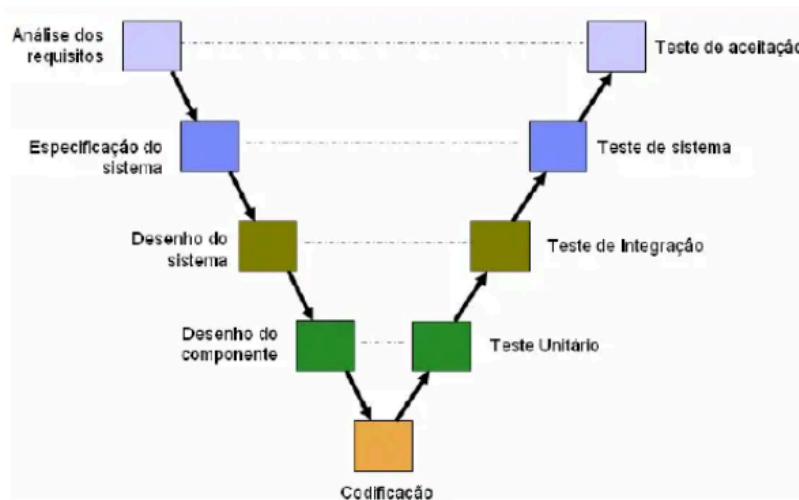 Análise dos
requisitos
Teste de aceitação
Especificação do
sistema
Teste de sistema
Desenho do
sistema
Teste de Integração
Desenho do
componente
Teste Unitário
Codificação